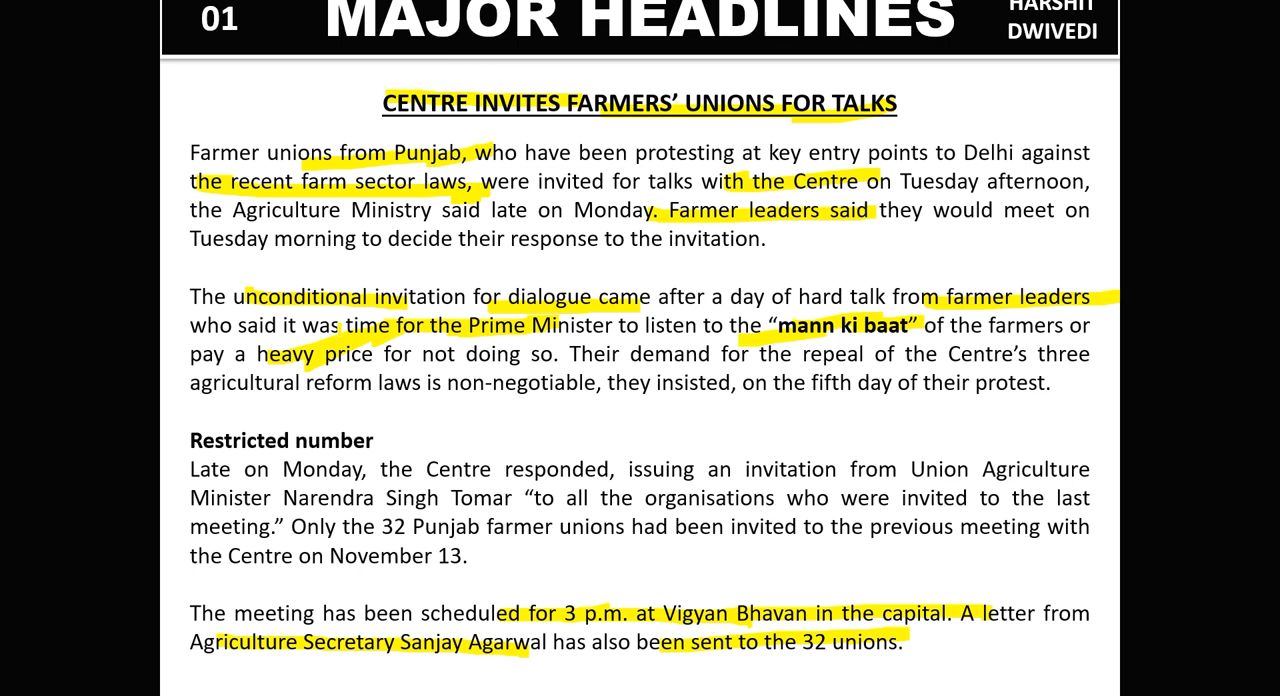 01
MAJOR HEADLINES
HARSHIT
DWIVEDI
CENTRE INVITES FARMERS’ UNIONS FOR TALKS
Farmer unions from Punjab, who have been protesting at key entry points to Delhi against
the recent farm sector laws, were invited for talks with the Centre on Tuesday afternoon,
the Agriculture Ministry said late on Monday. Farmer leaders said they would meet on
Tuesday morning to decide their response to the invitation.
The unconditional invitation for dialogue came after a day of hard talk from farmer leaders
who said it was time for the Prime Minister to listen to the “mann ki baat” of the farmers or
pay a heavy price for not doing so. Their demand for the repeal of the Centre’s three
agricultural reform laws is non-negotiable, they insisted, on the fifth day of their protest.
Restricted number
Late on Monday, the Centre responded, issuing an invitation from Union Agriculture
Minister Narendra Singh Tomar “to all the organisations who were invited to the last
meeting.” Only the 32 Punjab farmer unions had been invited to the previous meeting with
the Centre on November 13.
The meeting has been scheduled for 3 p.m. at Vigyan Bhavan in the capital. A letter from
Agriculture Secretary Sanjay Agarwal has also been sent to the 32 unions.